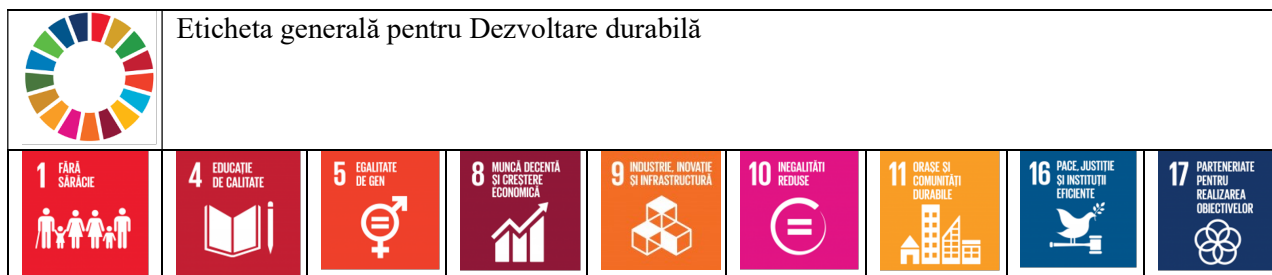 Eticheta generală pentru Dezvoltare durabilă
1 FĂRĂ
SĂRĂCIE
4 EDUCAȚIE
DE CALITATE
5 EGALITATE
DE GEN
8 MUNCĂ DECENTĂ
ȘI CREȘTERE
ECONOMICĂ
9 INDUSTRIE, INOVAȚIE
ȘI INFRASTRUCTURĂ
10 INEGALITĂȚI
REDUSE
11 ORAȘE ȘI
COMUNITĂȚI
DURABILE
16 PACE, JUSTIȚIE
ȘI INSTITUȚII
EFICIENTE
17 PARTENERIATE
PENTRU
REALIZAREA
OBIECTIVELOR